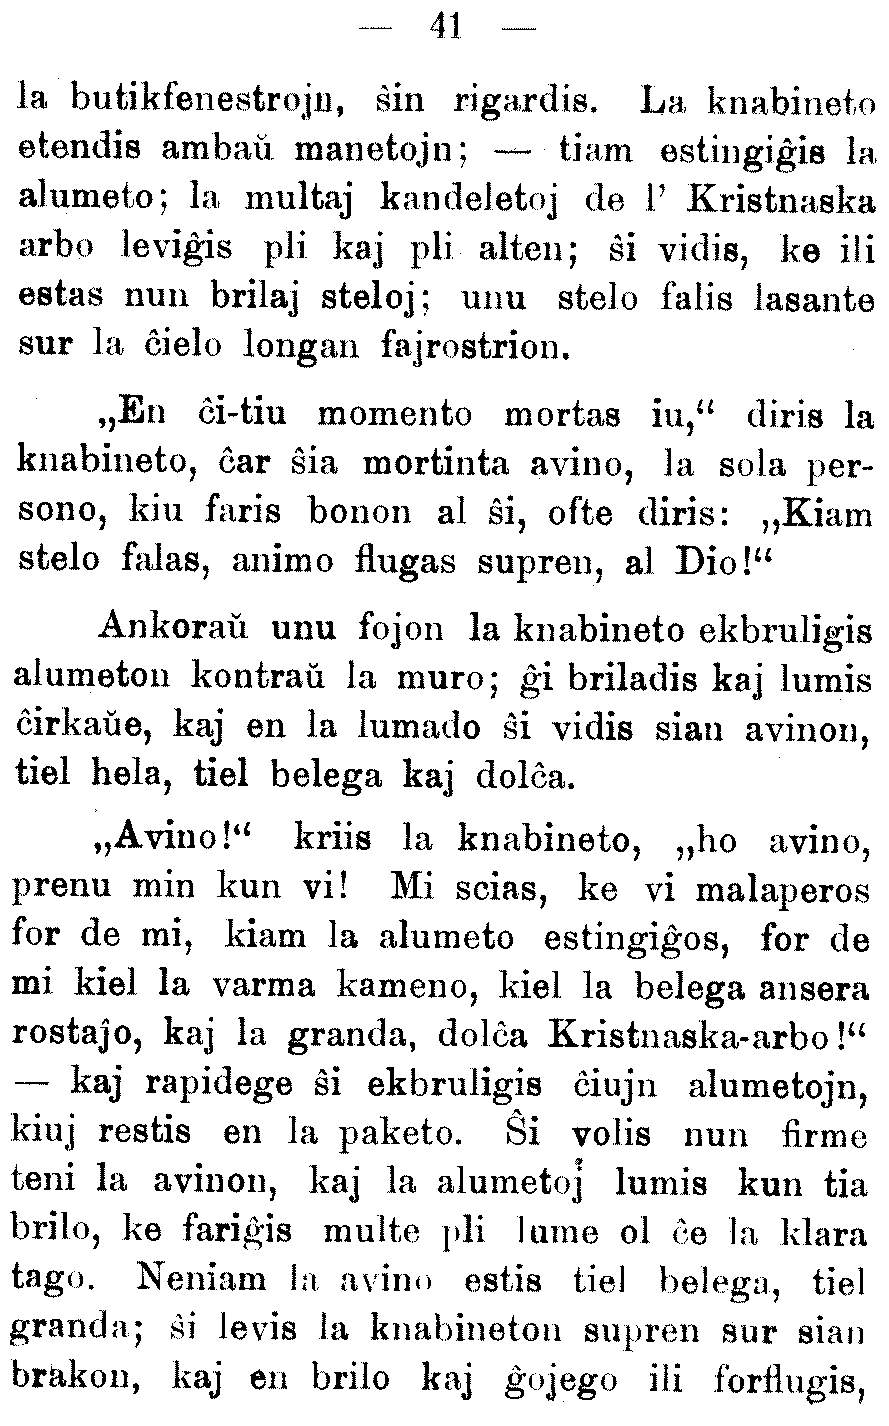 — 41 —
la butikfenestrojn, ŝin rigardis. La knabineto
etendis ambaŭ manetojn; — tiam estingiĝis la
alumeto; la multaj kandeletoj de l’ Kristnaska
arbo leviĝis pli kaj pli alten; ŝi vidis, ke ili
estas nun brilaj steloj; unu stelo falis lasante
sur la ĉielo longan fajrostrion.
„En ĉi-tiu momento mortas iu,“ diris la
knabineto, ĉar ŝia mortinta avino, la sola per-
sono, kiu faris bonon al ŝi, ofte diris: „Kiam
stelo falas, animo flugas supren, al Dio!“
Ankoraŭ unu fojon la knabineto ekbruligis
alumeton kontraŭ la muro; ĝi briladis kaj lumis
ĉirkaŭe, kaj en la lumado ŝi vidis sian avinon,
tiel hela, tiel belega kaj dolĉa.
„Avino!“ kriis la knabineto, „ho avino,
prenu min kun vi! Mi scias, ke vi malaperos
for de mi, kiam la alumeto estingiĝos, for de
mi kiel la varma kameno, kiel la belega ansera
rostaĵo, kaj la granda, dolĉa Kristnaska-arbo!“
— kaj rapidege ŝi ekbruligis ĉiujn alumetojn,
kiuj restis en la paketo. Ŝi volis nun firme
teni la avinon, kaj la alumetoj lumis kun tia
brilo, ke fariĝis multe pli lume ol ĉe la klara
tago. Neniam la avino estis tiel belega, tiel
granda; ŝi levis la knabineton supren sur sian
brakon, kaj en brilo kaj ĝojego ili forflugis,